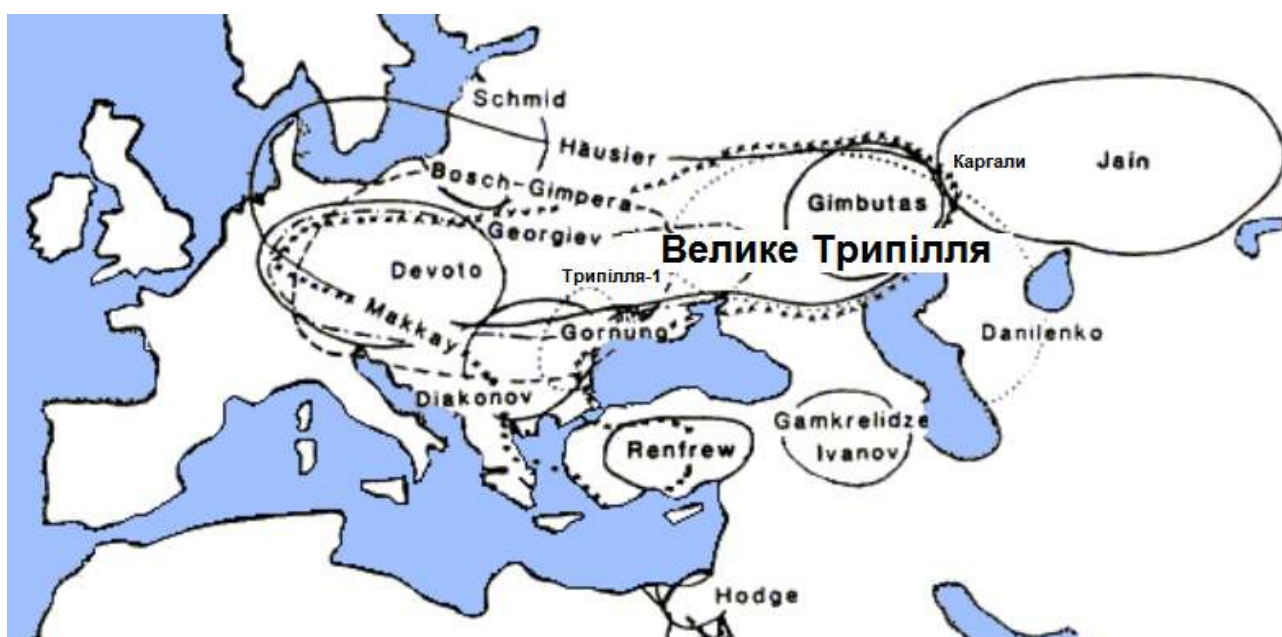 Schmid
Häusler
Bosch-Gimpera
Каргали
Jain
Gimbutas
Georgiev
Велике Трипілля
Devoto
Трипілля-1
Makkay
Gornung
Danilenko
Diakonov
Gamkrelidze
Ivanov
Renfrew
Hodge